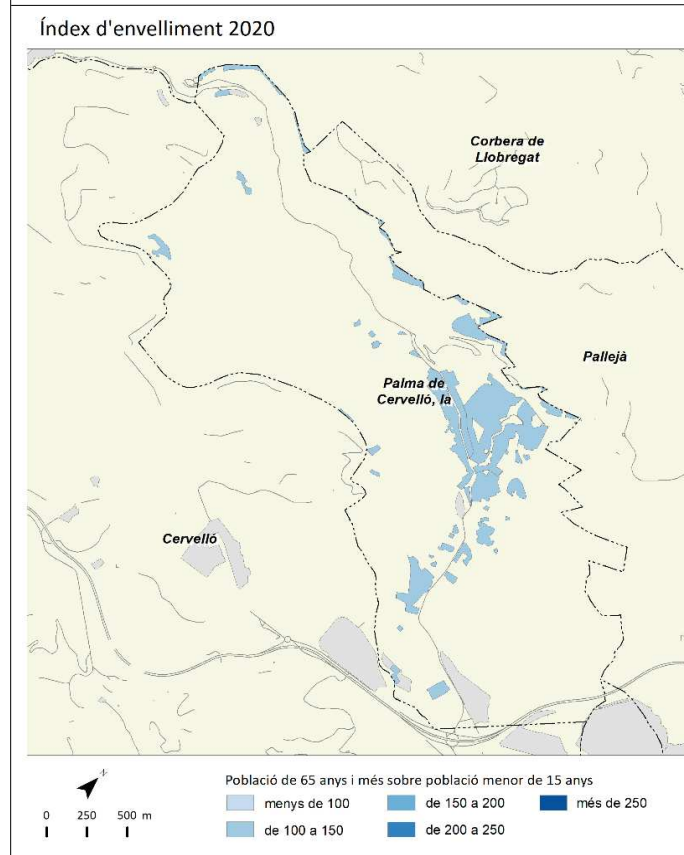 Índex d'envelliment 2020
Corbera de
Llobregat
Pallejà
Palma de
Cervelló, la
Cervelló
N
0 250 500 m
Població de 65 anys i més sobre població menor de 15 anys
menys de 100
de 100 a 150
de 150 a 200
de 200 a 250
més de 250